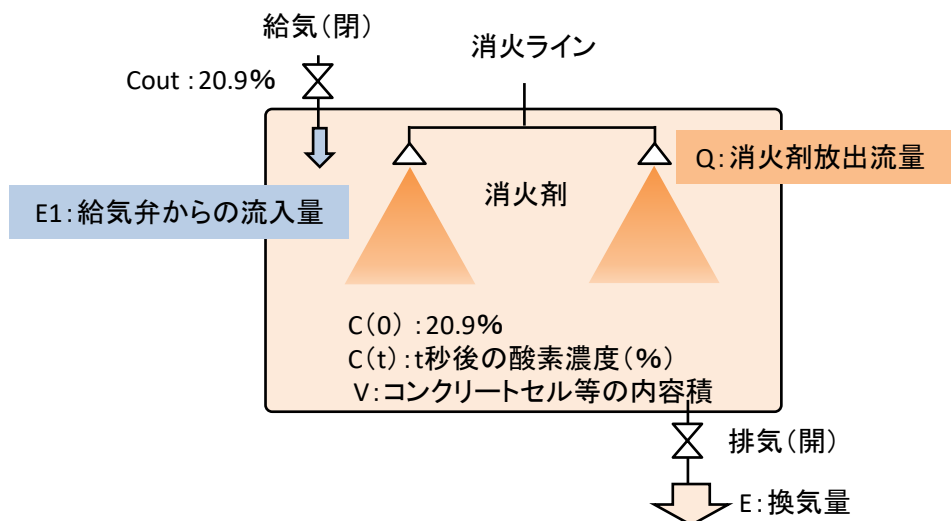 給気(閉)
消火ライン
Cout : 20.9%
Q:消火剤放出流量
消火剤
E1:給気弁からの流入量
C(0) : 20.9%
C(t) : t秒後の酸素濃度(%)
V:コンクリートセル等の内容積
排気(開)
E:換気量